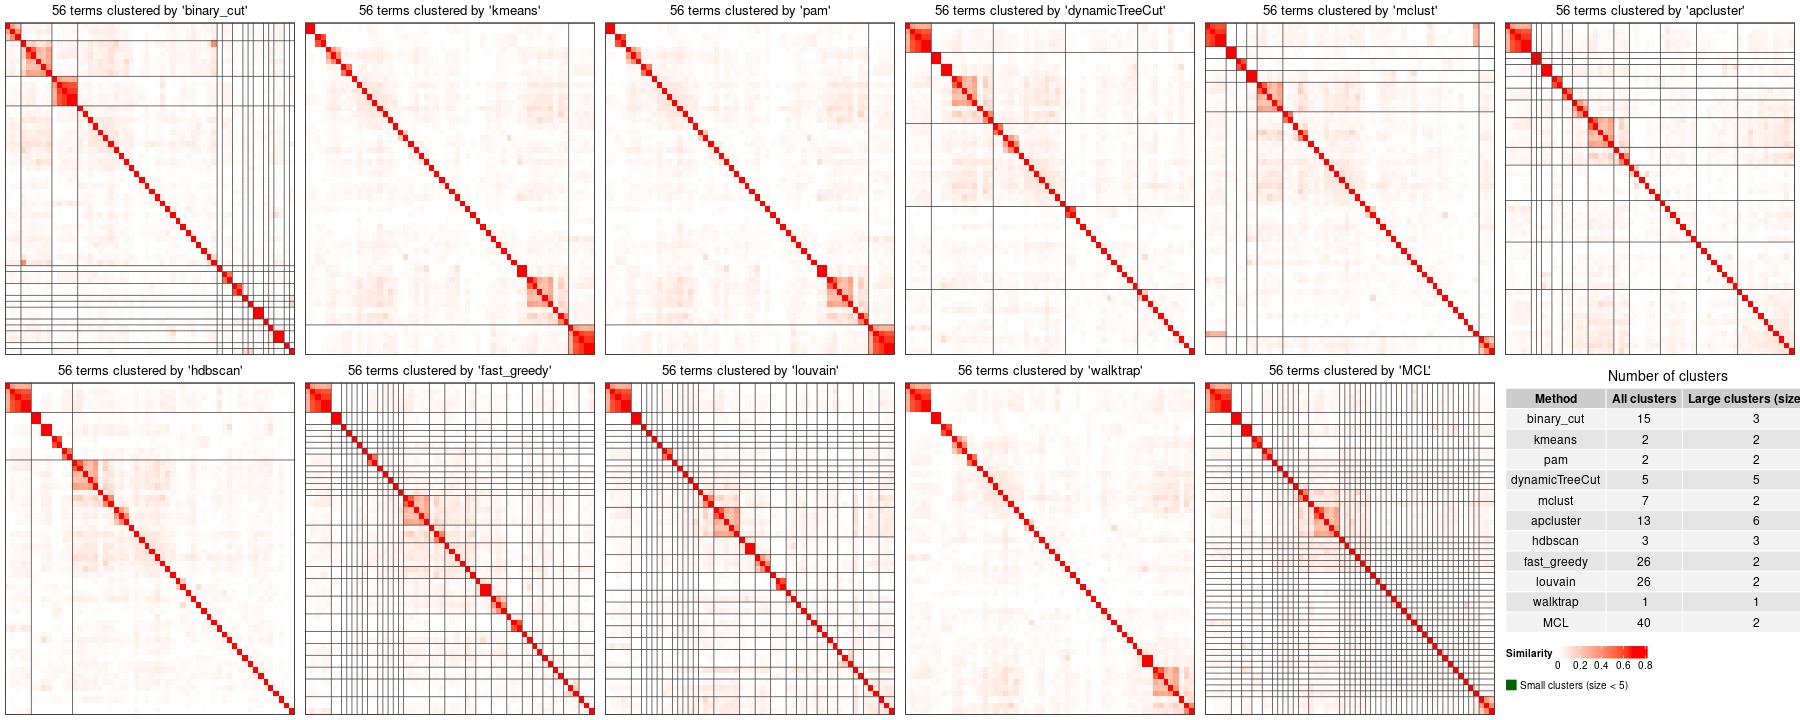 56 terms clustered by 'binary_cut'
56 terms clustered by 'kmeans'
56 terms clustered by 'pam'
56 terms clustered by 'dynamicTreeCut'
56 terms clustered by 'mclust'
56 terms clustered by 'apcluster'
56 terms clustered by 'hdbscan'
56 terms clustered by 'fast_greedy'
56 terms clustered by 'louvain'
56 terms clustered by 'walktrap'
56 terms clustered by 'MCL'
Number of clusters
Method All clusters Large clusters (size
binary_cut 15 3
kmeans 2 2
pam 2 2
dynamicTreeCut 5 5
mclust 7 2
apcluster 13 6
hdbscan 3 3
fast_greedy 26 2
louvain 26 2
walktrap 1 1
MCL 40 2
Similarity
0 0.2 0.4 0.6 0.8
Small clusters (size < 5)